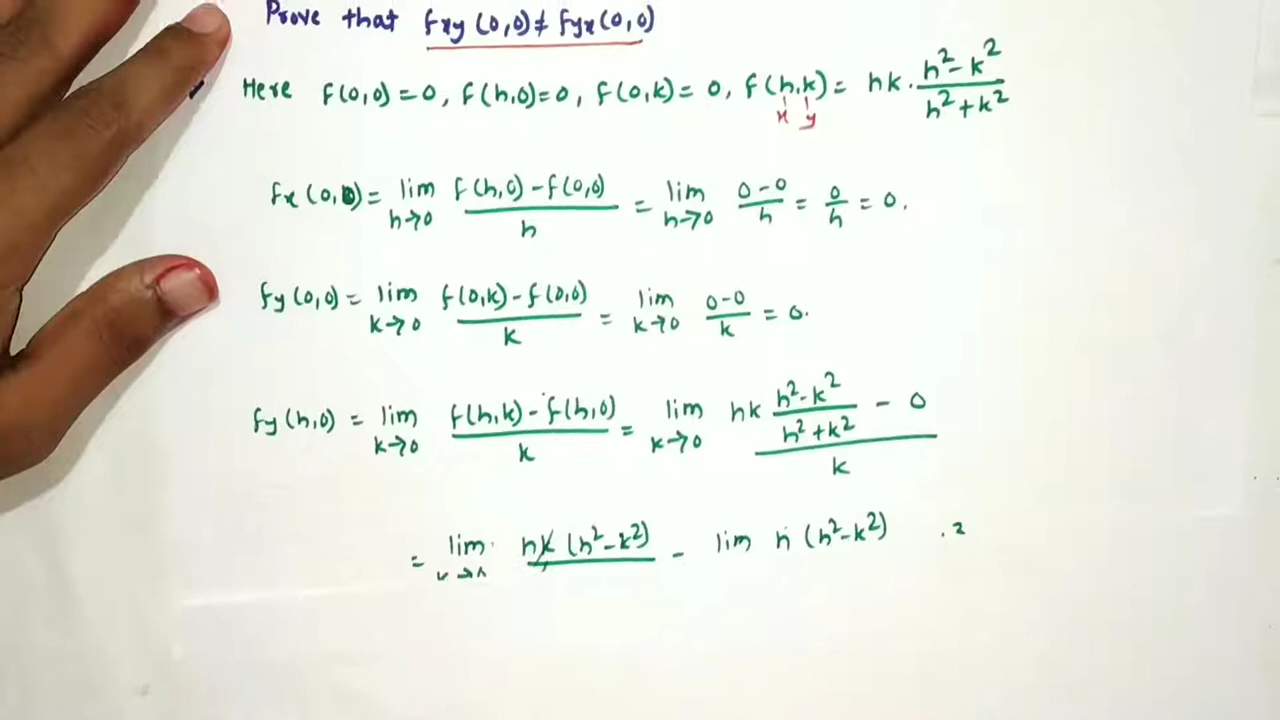 Prove that fxy (0,0) ≠ fyx (0,0)
Here f(0,0) = 0, f(h,0) = 0, f(0,k) = 0, f(h,k) = hk · (h² - k²)/(h² + k²)
x y
fx (0,0) = lim h→0 (f(h,0) - f(0,0))/h = lim h→0 (0-0)/h = 0/h = 0.
fy (0,0) = lim k→0 (f(0,k) - f(0,0))/k = lim k→0 (0-0)/k = 0.
fy (h,0) = lim k→0 (f(h,k) - f(h,0))/k = lim k→0 (hk (h²-k²)/(h²+k²) - 0)/k
= lim hk (h²-k²) = lim h (h²-k²)